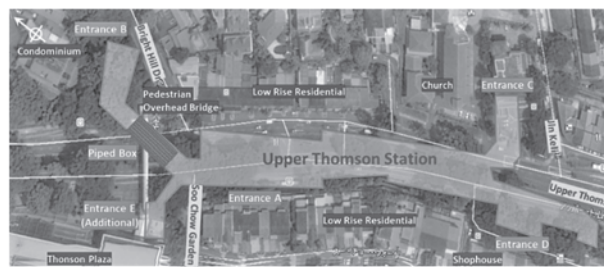 Entrance B
Condominium
Bright Hill Dr
Pedestrian
Overhead Bridge
Low Rise Residential
Church
Entrance C
Piped Box
Upper Thomson Station
Jln Keli
Upper Thom
Entrance E
(Additional)
Soo Chow Garden
Entrance A
Low Rise Residential
Entrance D
Thonson Plaza
Shophouse